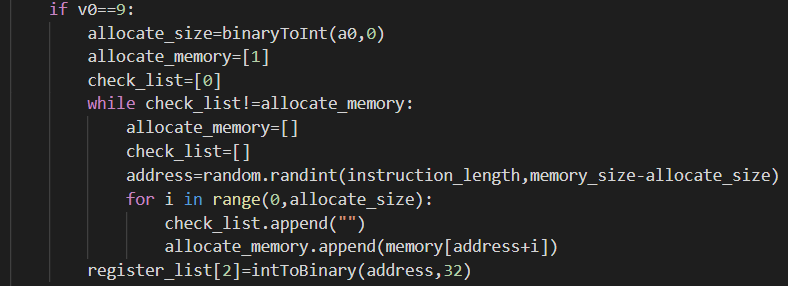 if v0==9:
    allocate_size=binaryToInt(a0,0)
    allocate_memory=[1]
    check_list=[0]
    while check_list!=allocate_memory:
        allocate_memory=[]
        check_list=[]
        address=random.randint(instruction_length,memory_size-allocate_size)
        for i in range(0,allocate_size):
            check_list.append("")
            allocate_memory.append(memory[address+i])
    register_list[2]=intToBinary(address,32)